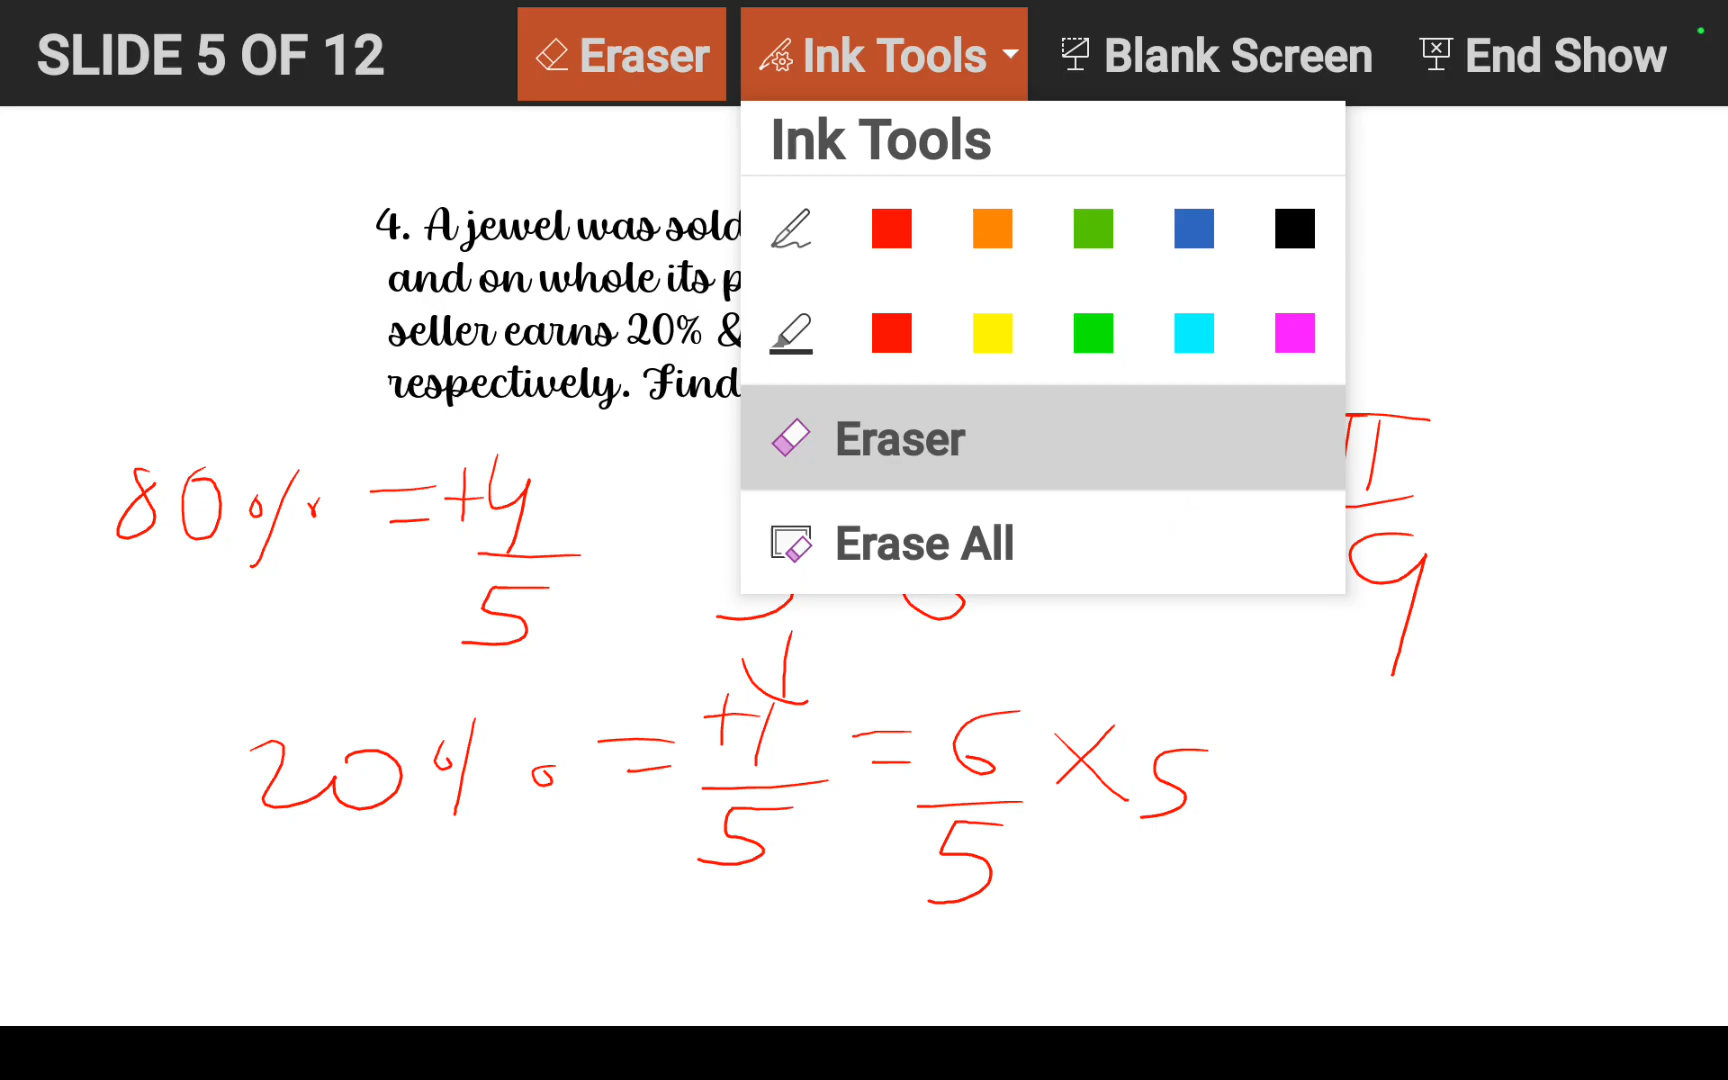 SLIDE 5 OF 12 Eraser Ink Tools Blank Screen End Show
Ink Tools
4. A jewel was sold
and on whole its p
seller earns 20% &
respectively. Find
Eraser
Erase All
80% = +4/5
9
20% = +1/5 = 6/5 × 5